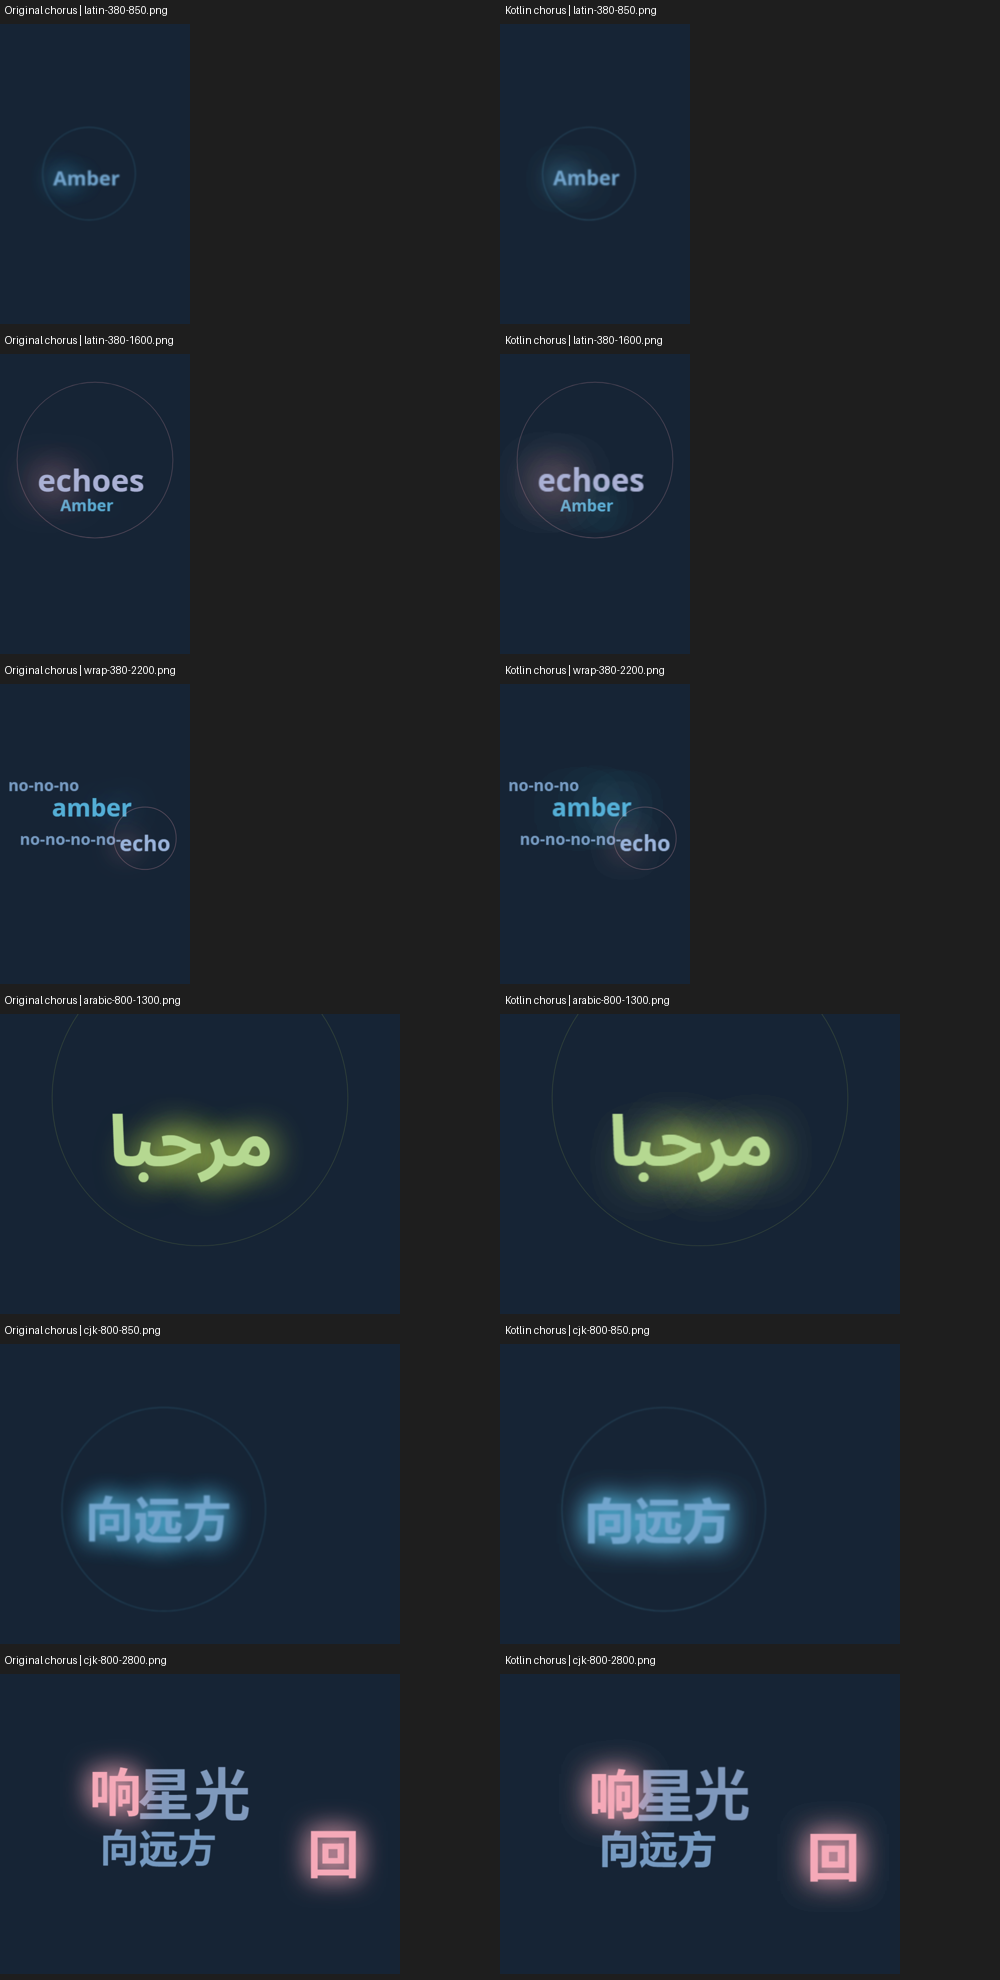 Original chorus | latin-380-850.png
Kotlin chorus | latin-380-850.png
Amber
Amber
Original chorus | latin-380-1600.png
Kotlin chorus | latin-380-1600.png
echoes
Amber
echoes
Amber
Original chorus | wrap-380-2200.png
Kotlin chorus | wrap-380-2200.png
no-no-no
amber
no-no-no-no-echo
no-no-no
amber
no-no-no-no-echo
Original chorus | arabic-800-1300.png
Kotlin chorus | arabic-800-1300.png
مرحبا
مرحبا
Original chorus | cjk-800-850.png
Kotlin chorus | cjk-800-850.png
向远方
向远方
Original chorus | cjk-800-2800.png
Kotlin chorus | cjk-800-2800.png
响星光
向远方
回
响星光
向远方
回